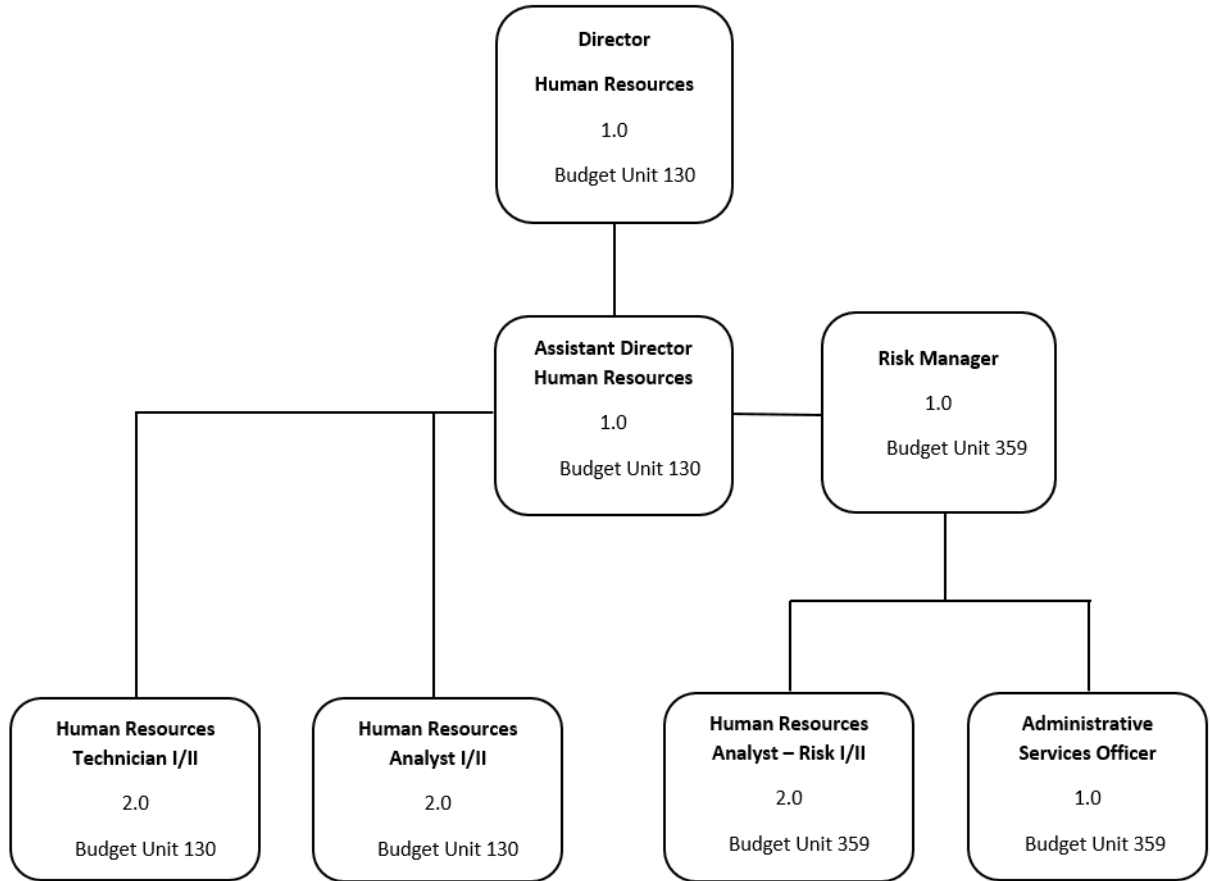 Director
Human Resources
1.0
Budget Unit 130
Assistant Director
Human Resources
1.0
Budget Unit 130
Risk Manager
1.0
Budget Unit 359
Human Resources
Technician I/II
2.0
Budget Unit 130
Human Resources
Analyst I/II
2.0
Budget Unit 130
Human Resources
Analyst – Risk I/II
2.0
Budget Unit 359
Administrative
Services Officer
1.0
Budget Unit 359